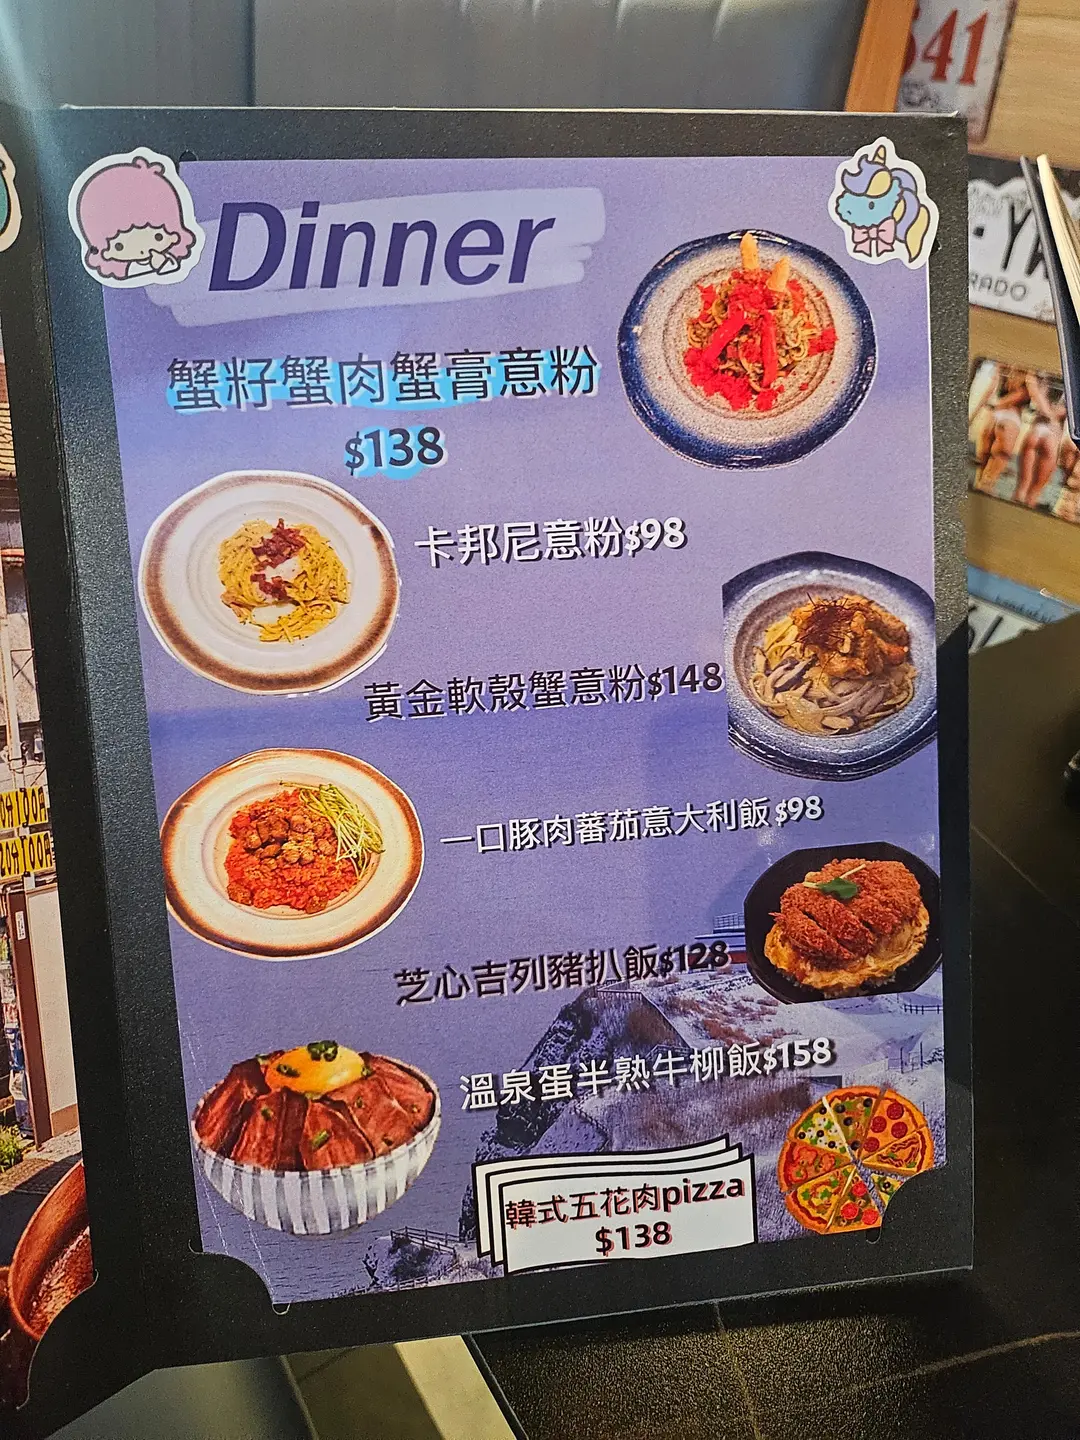 Dinner
蟹籽蟹肉蟹膏意粉
$138
卡邦尼意粉$98
黃金軟殼蟹意粉$148
一口豚肉蕃茄意大利飯 $98
芝心吉列豬扒飯$128
溫泉蛋半熟牛柳飯$158
韓式五花肉pizza
$138
641
RADO